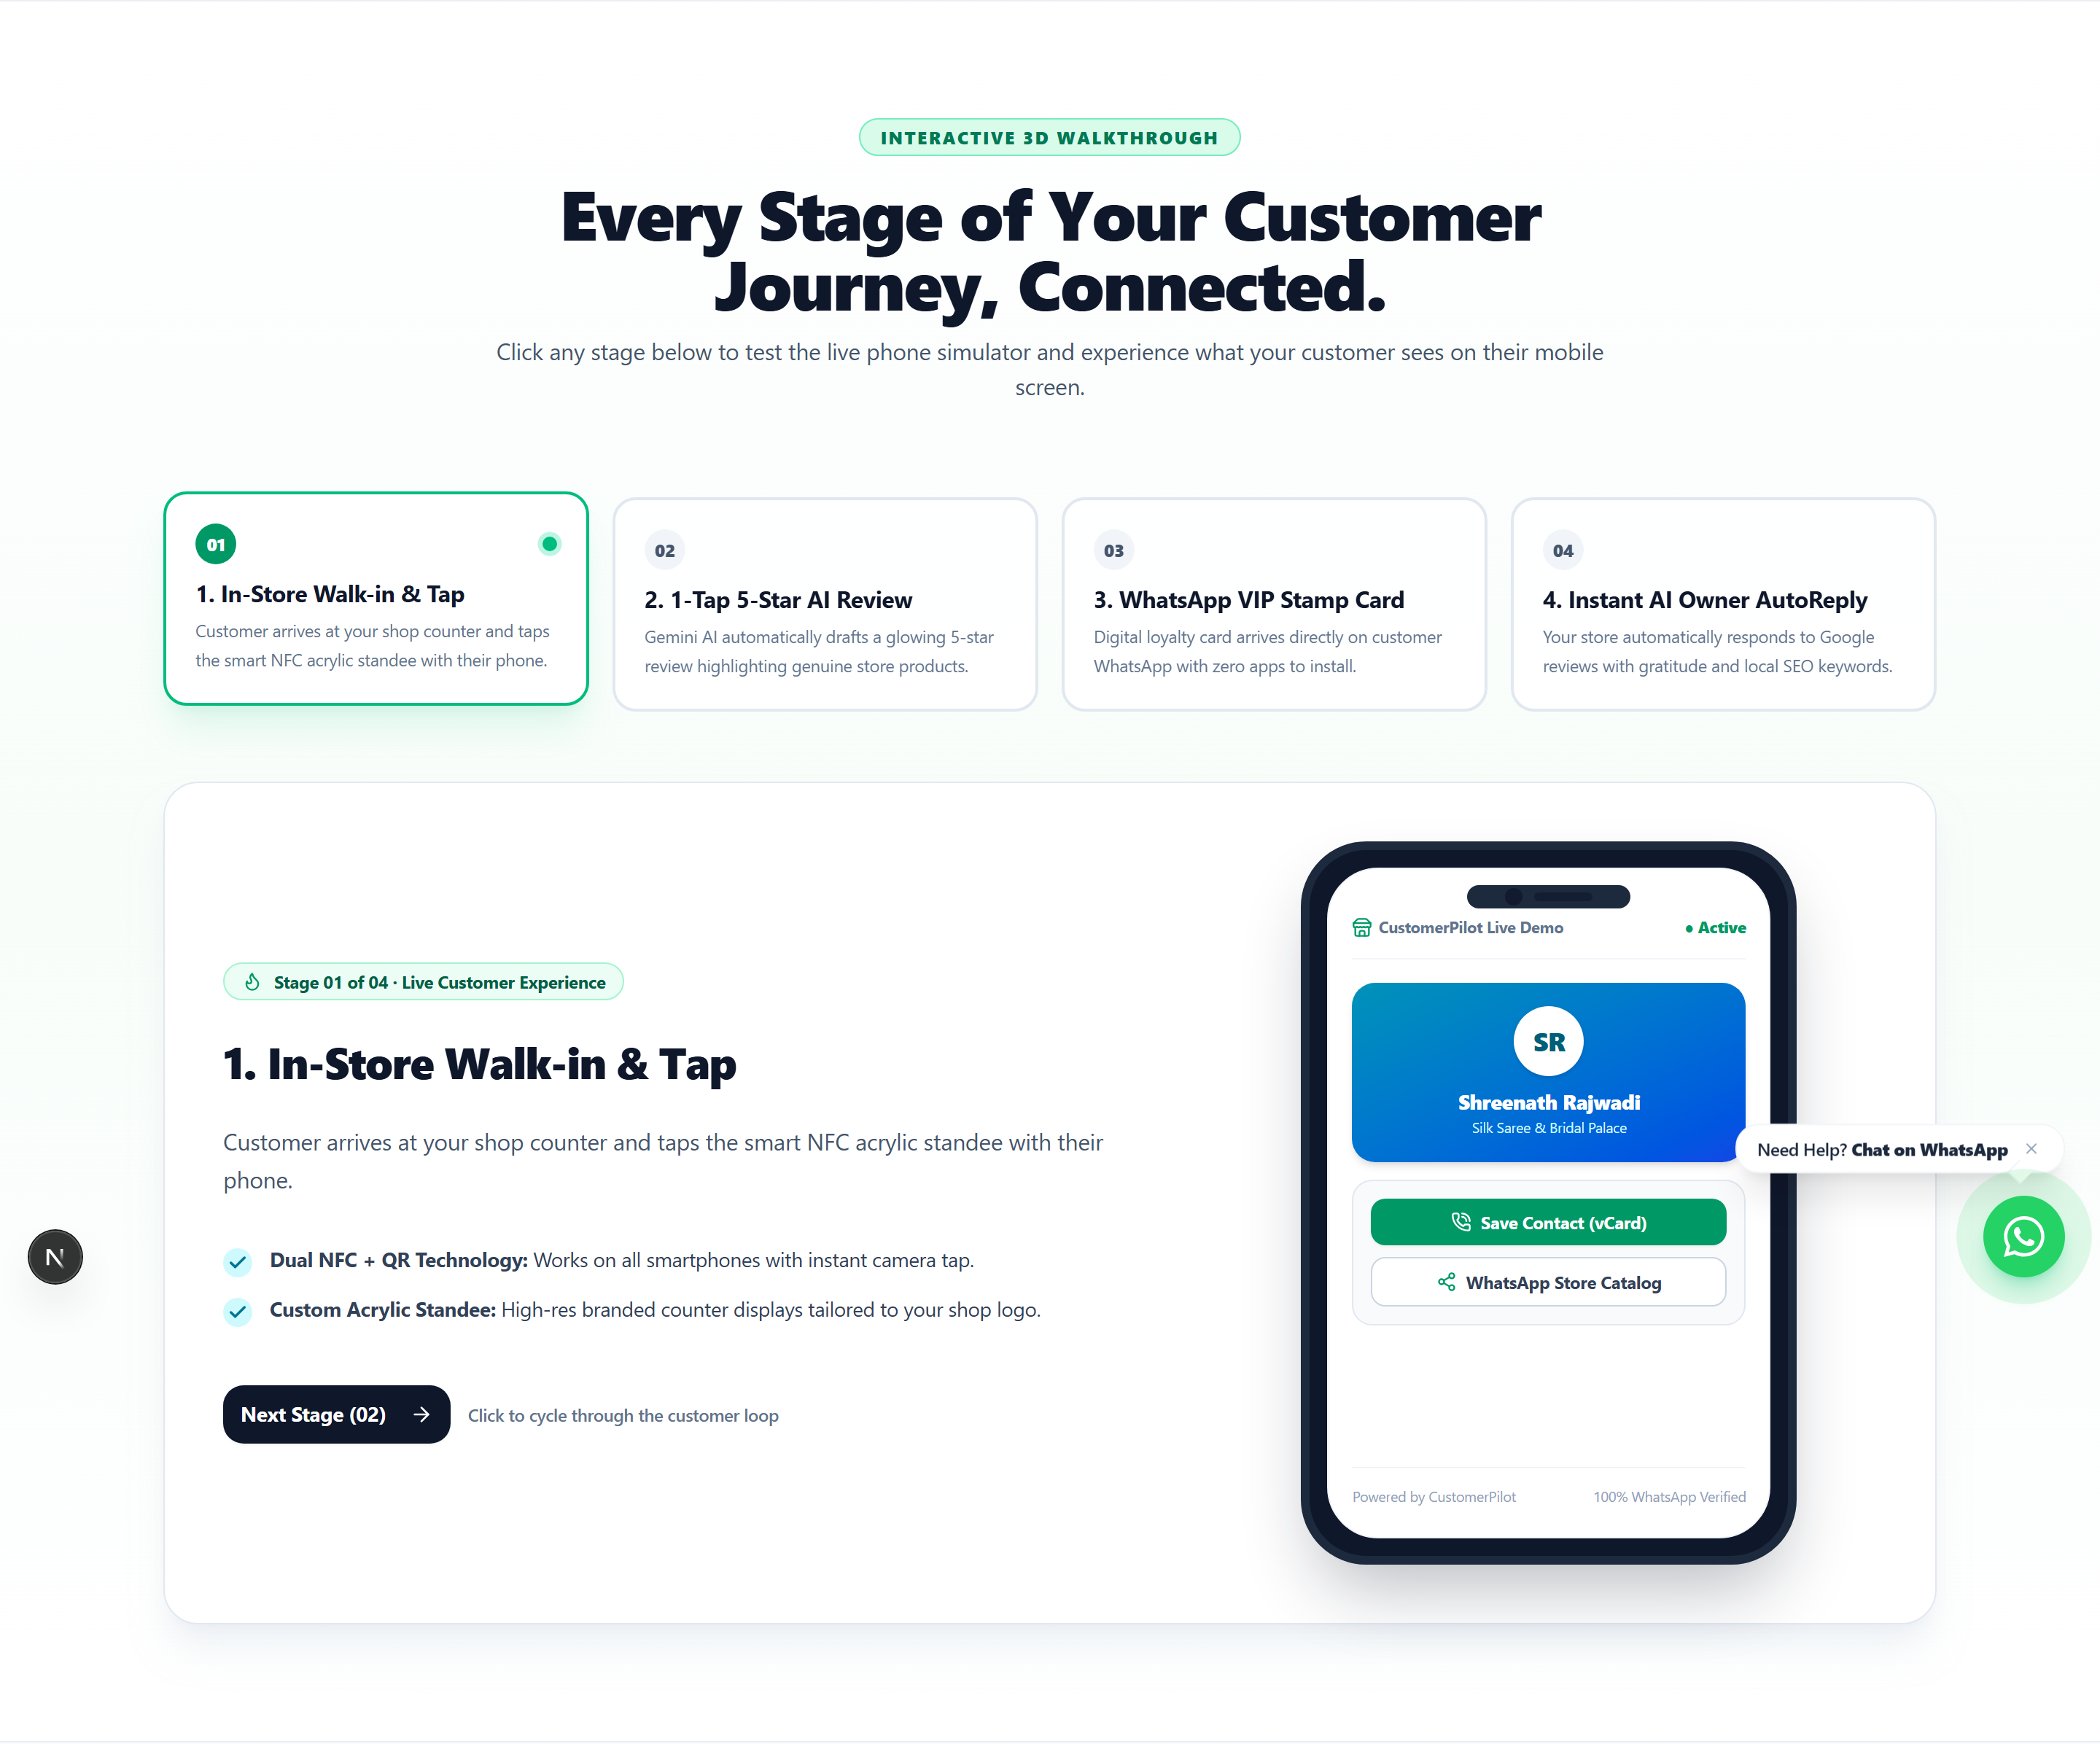 INTERACTIVE 3D WALKTHROUGH
Every Stage of Your Customer
Journey, Connected.
Click any stage below to test the live phone simulator and experience what your customer sees on their mobile
screen.
01
1. In-Store Walk-in & Tap
Customer arrives at your shop counter and taps
the smart NFC acrylic standee with their phone.
02
2. 1-Tap 5-Star AI Review
Gemini AI automatically drafts a glowing 5-star
review highlighting genuine store products.
03
3. WhatsApp VIP Stamp Card
Digital loyalty card arrives directly on customer
WhatsApp with zero apps to install.
04
4. Instant AI Owner AutoReply
Your store automatically responds to Google
reviews with gratitude and local SEO keywords.
Stage 01 of 04 · Live Customer Experience
1. In-Store Walk-in & Tap
Customer arrives at your shop counter and taps the smart NFC acrylic standee with their
phone.
Dual NFC + QR Technology: Works on all smartphones with instant camera tap.
Custom Acrylic Standee: High-res branded counter displays tailored to your shop logo.
Next Stage (02) →
Click to cycle through the customer loop
CustomerPilot Live Demo
● Active
SR
Shreenath Rajwadi
Silk Saree & Bridal Palace
Save Contact (vCard)
WhatsApp Store Catalog
Powered by CustomerPilot
100% WhatsApp Verified
Need Help? Chat on WhatsApp ×
N